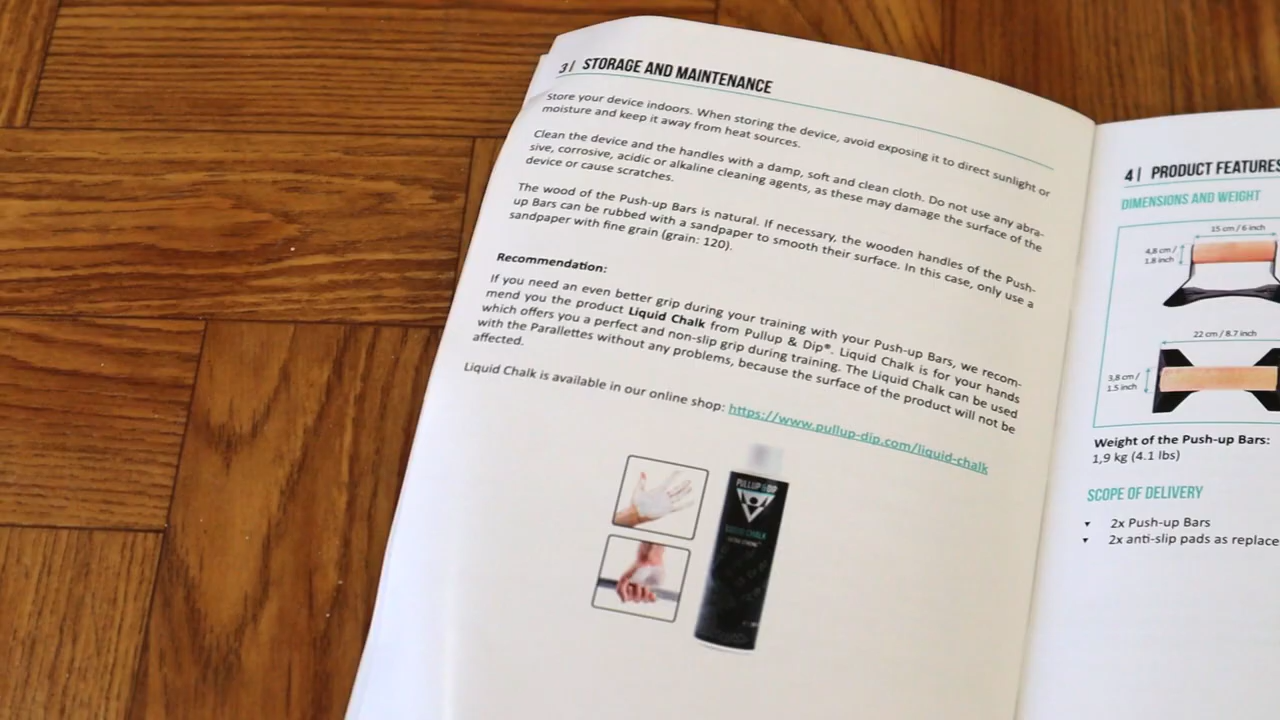 3 | STORAGE AND MAINTENANCE
Store your device indoors. When storing the device, avoid exposing it to direct sunlight or
moisture and keep it away from heat sources.
Clean the device and the handles with a damp, soft and clean cloth. Do not use any abra-
sive, corrosive, acidic or alkaline cleaning agents, as these may damage the surface of the
device or cause scratches.
The wood of the Push-up Bars is natural. If necessary, the wooden handles of the Push-
up Bars can be rubbed with a sandpaper to smooth their surface. In this case, only use a
sandpaper with fine grain (grain: 120).
Recommendation:
If you need an even better grip during your training with your Push-up Bars, we recom-
mend you the product Liquid Chalk from Pullup & Dip®. Liquid Chalk is for your hands
which offers you a perfect and non-slip grip during training. The Liquid Chalk can be used
with the Parallettes without any problems, because the surface of the product will not be
affected.
Liquid Chalk is available in our online shop: https://www.pullup-dip.com/liquid-chalk
PULLUP & DIP
LIQUID CHALK
4 | PRODUCT FEATURES
DIMENSIONS AND WEIGHT
15 cm / 6 inch
4,8 cm /
1.8 inch
22 cm / 8.7 inch
3,8 cm /
1.5 inch
Weight of the Push-up Bars:
1,9 kg (4.1 lbs)
SCOPE OF DELIVERY
2x Push-up Bars
2x anti-slip pads as replace